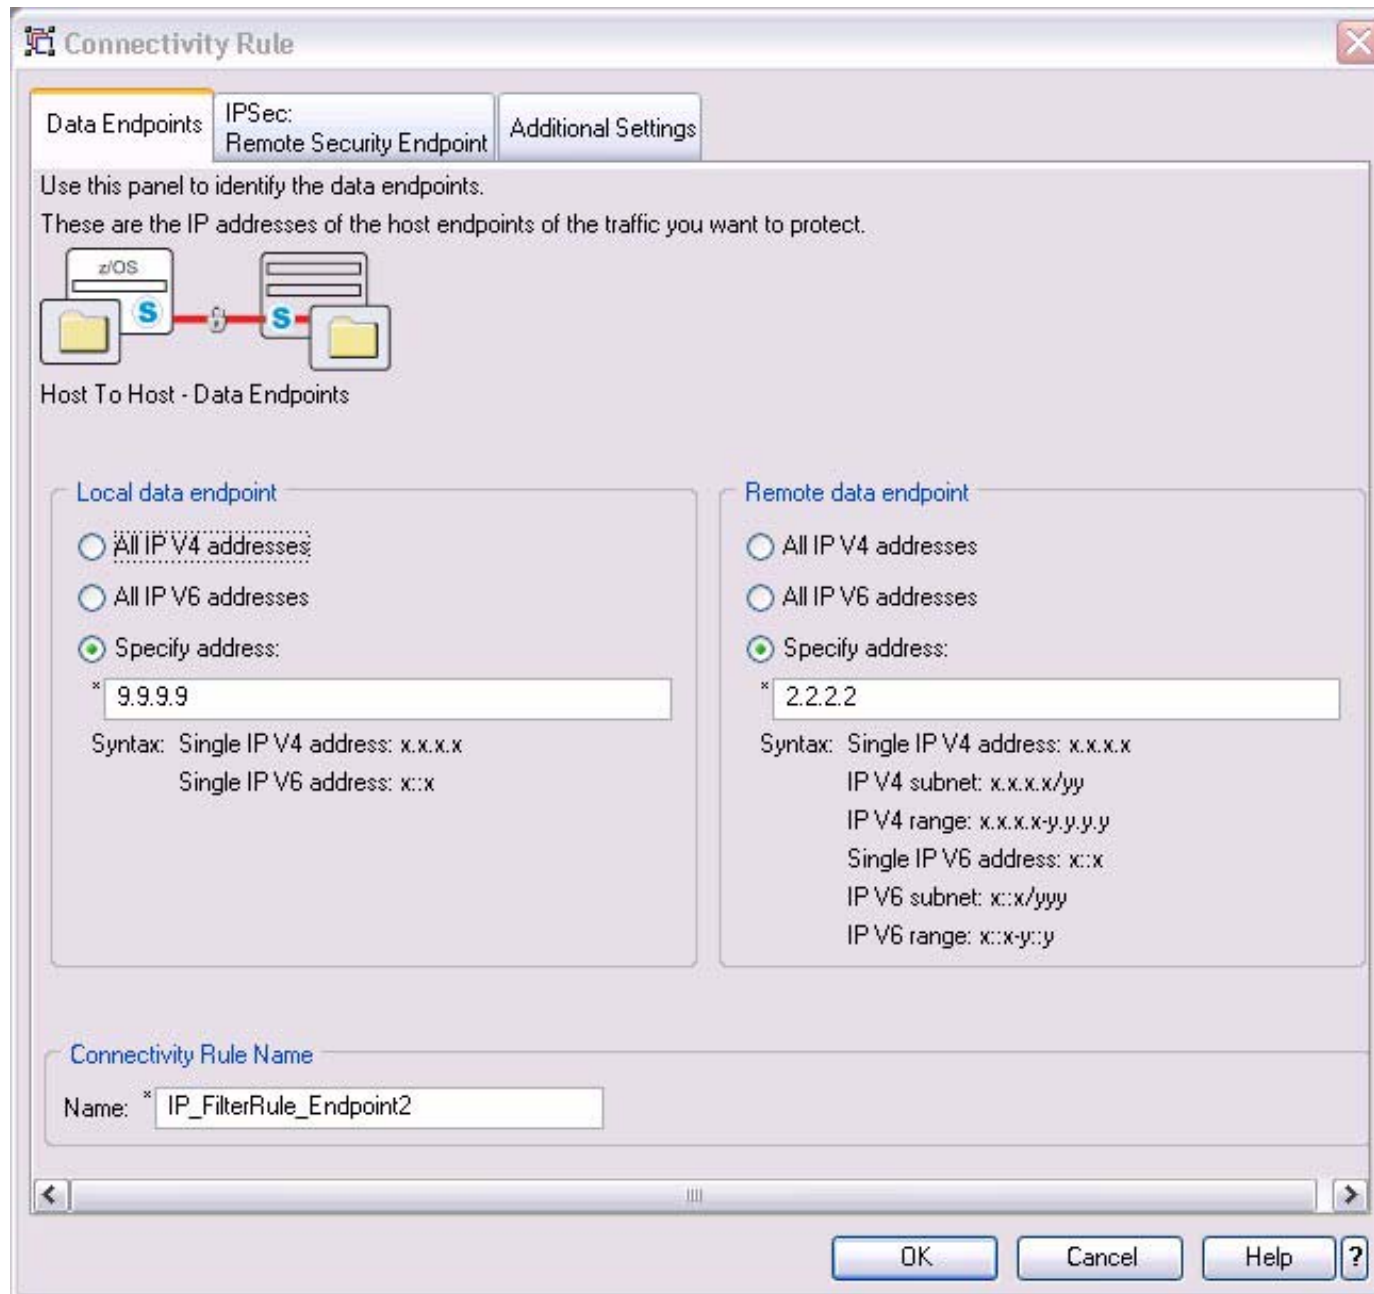 Connectivity Rule
Data Endpoints
IPSec:
Remote Security Endpoint
Additional Settings
Use this panel to identify the data endpoints.
These are the IP addresses of the host endpoints of the traffic you want to protect.
z/OS
S
S
Host To Host - Data Endpoints
Local data endpoint
All IP V4 addresses
All IP V6 addresses
Specify address:
* 9.9.9.9
Syntax: Single IP V4 address: x.x.x.x
Single IP V6 address: x::x
Remote data endpoint
All IP V4 addresses
All IP V6 addresses
Specify address:
* 2.2.2.2
Syntax: Single IP V4 address: x.x.x.x
IP V4 subnet: x.x.x.x/yy
IP V4 range: x.x.x.x-y.y.y.y
Single IP V6 address: x::x
IP V6 subnet: x::x/yyy
IP V6 range: x::x-y::y
Connectivity Rule Name
Name: * IP_FilterRule_Endpoint2
OK
Cancel
Help
?